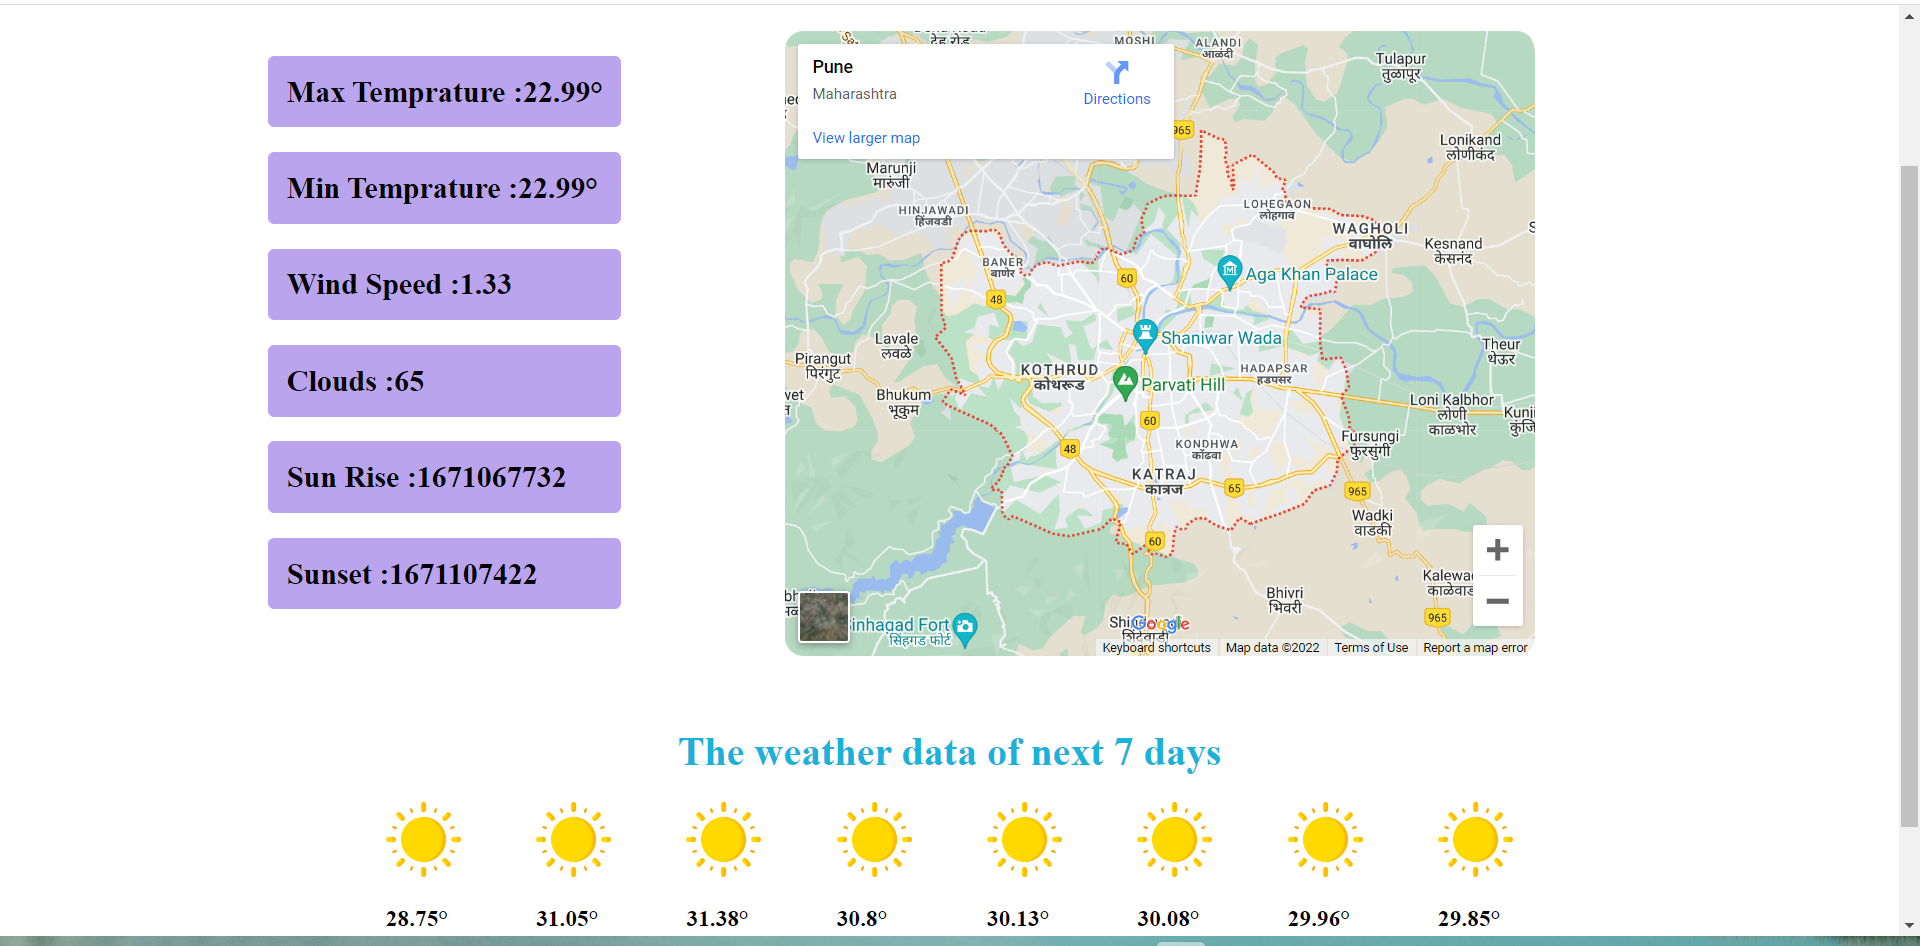 Max Temprature :22.99°
Min Temprature :22.99°
Wind Speed :1.33
Clouds :65
Sun Rise :1671067732
Sunset :1671107422
Pune
Maharashtra
Directions
View larger map
देहू रोड
MOSHI
ALANDI
आळंदी
Tulapur
तुळापूर
965
Lonikand
लोणीकंद
Marunji
मारुंजी
HINJAWADI
हिंजवडी
LOHEGAON
लोहगाव
WAGHOLI
वाघोली
Kesnand
केसनंद
BANER
बाणेर
60
Aga Khan Palace
48
Lavale
लवळे
Shaniwar Wada
Theur
थेऊर
Pirangut
पिरंगुट
KOTHRUD
कोथरूड
HADAPSAR
हडपसर
Parvati Hill
Bhukum
भूकुम
Loni Kalbhor
लोणी
काळभोर
60
Fursungi
फुरसुंगी
48
KONDHWA
कोंढवा
KATRAJ
कात्रज
65
965
Wadki
वाडकी
60
Bhivri
भिवरी
965
Sinhagad Fort
सिंहगड फोर्ट
Google
Keyboard shortcuts
Map data ©2022
Terms of Use
Report a map error
The weather data of next 7 days
28.75° 31.05° 31.38° 30.8° 30.13° 30.08° 29.96° 29.85°